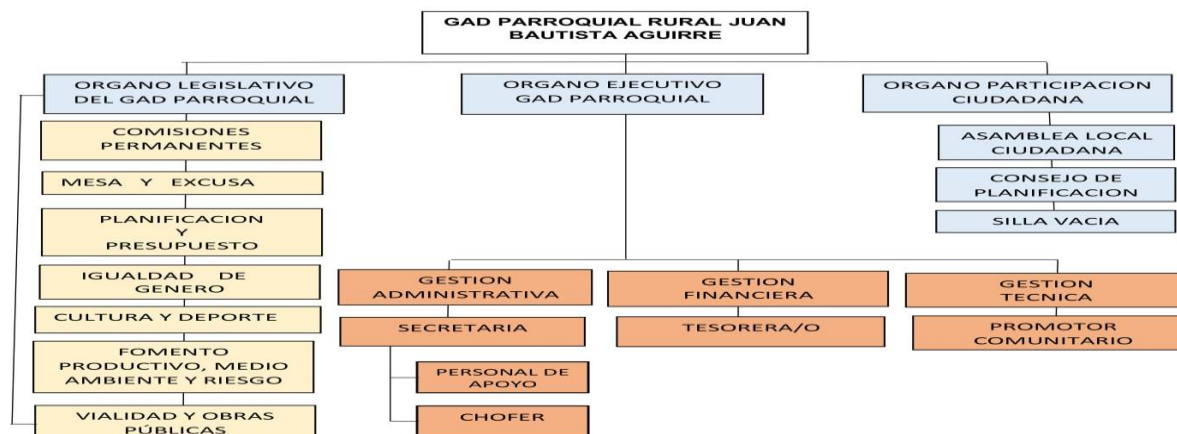 GAD PARROQUIAL RURAL JUAN
BAUTISTA AGUIRRE
ORGANO LEGISLATIVO
DEL GAD PARROQUIAL
COMISIONES
PERMANENTES
MESA Y EXCUSA
PLANIFICACION
Y
PRESUPUESTO
IGUALDAD DE
GENERO
CULTURA Y DEPORTE
FOMENTO
PRODUCTIVO, MEDIO
AMBIENTE Y RIESGO
VIALIDAD Y OBRAS
PÚBLICAS
ORGANO EJECUTIVO
GAD PARROQUIAL
GESTION
ADMINISTRATIVA
SECRETARIA
PERSONAL DE
APOYO
CHOFER
GESTION
FINANCIERA
TESORERA/O
GESTION
TECNICA
PROMOTOR
COMUNITARIO
ORGANO PARTICIPACION
CIUDADANA
ASAMBLEA LOCAL
CIUDADANA
CONSEJO DE
PLANIFICACION
SILLA VACIA